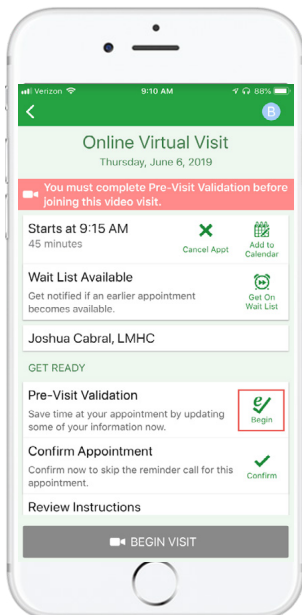 Verizon 9:10 AM 88%
B
Online Virtual Visit
Thursday, June 6, 2019
You must complete Pre-Visit Validation before
joining this video visit.
Starts at 9:15 AM
45 minutes
Cancel Appt
Add to
Calendar
Wait List Available
Get notified if an earlier appointment
becomes available.
Get On
Wait List
Joshua Cabral, LMHC
GET READY
Pre-Visit Validation
Save time at your appointment by updating
some of your information now.
e
Begin
Confirm Appointment
Confirm now to skip the reminder call for this
appointment.
Confirm
Review Instructions
BEGIN VISIT